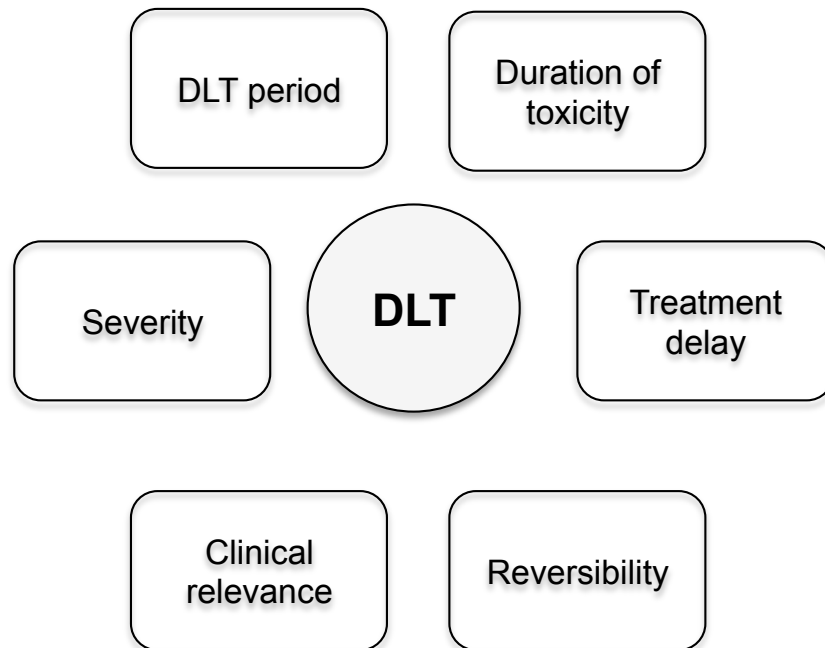 DLT period
Duration of
toxicity
Severity
DLT
Treatment
delay
Clinical
relevance
Reversibility